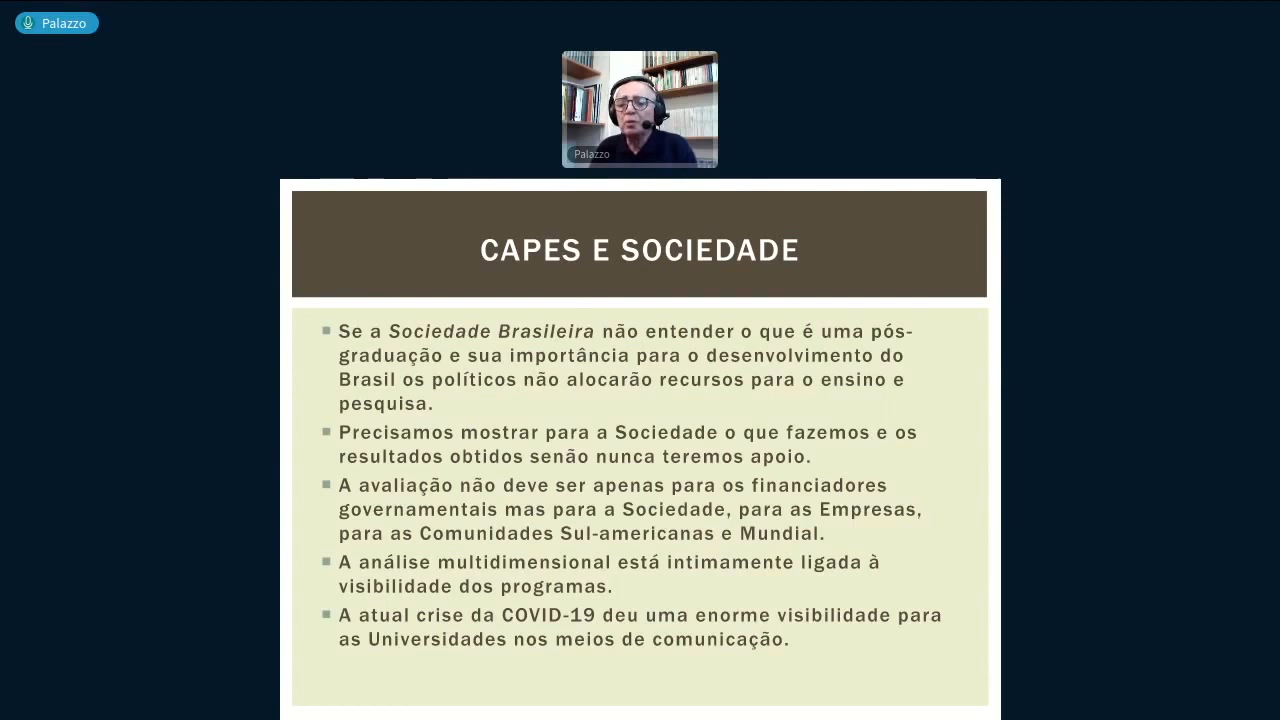 Palazzo
Palazzo
CAPES E SOCIEDADE
Se a Sociedade Brasileira não entender o que é uma pós-
graduação e sua importância para o desenvolvimento do
Brasil os políticos não alocarão recursos para o ensino e
pesquisa.
Precisamos mostrar para a Sociedade o que fazemos e os
resultados obtidos senão nunca teremos apoio.
A avaliação não deve ser apenas para os financiadores
governamentais mas para a Sociedade, para as Empresas,
para as Comunidades Sul-americanas e Mundial.
A análise multidimensional está intimamente ligada à
visibilidade dos programas.
A atual crise da COVID-19 deu uma enorme visibilidade para
as Universidades nos meios de comunicação.